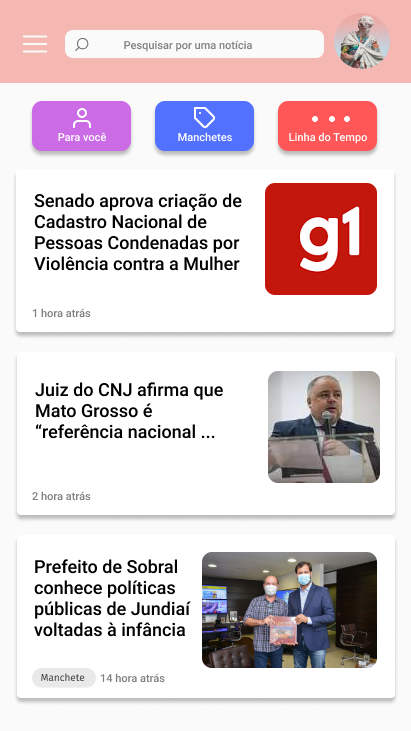 Pesquisar por uma notícia
Para você
Manchetes
Linha do Tempo
Senado aprova criação de
Cadastro Nacional de
Pessoas Condenadas por
Violência contra a Mulher
g1
1 hora atrás
Juiz do CNJ afirma que
Mato Grosso é
“referência nacional ...
2 hora atrás
Prefeito de Sobral
conhece políticas
públicas de Jundiaí
voltadas à infância
Manchete
14 hora atrás